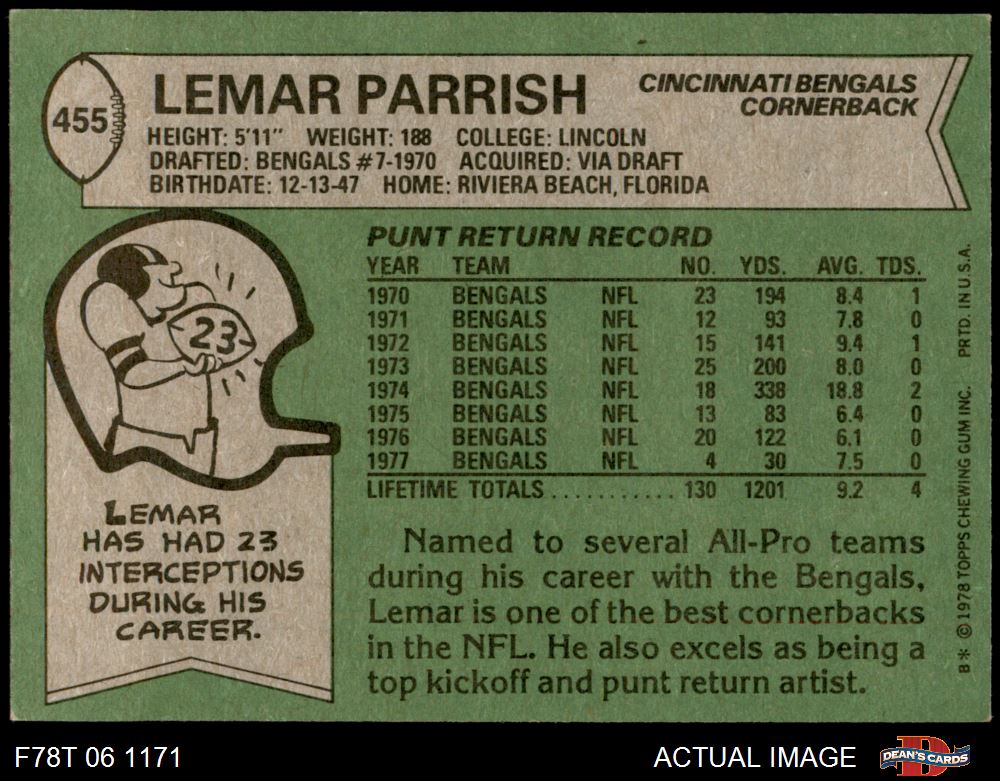 455
LEMAR PARRISH
CINCINNATI BENGALS
CORNERBACK
HEIGHT: 5'11" WEIGHT: 188 COLLEGE: LINCOLN
DRAFTED: BENGALS #7-1970 ACQUIRED: VIA DRAFT
BIRTHDATE: 12-13-47 HOME: RIVIERA BEACH, FLORIDA
23
LEMAR
HAS HAD 23
INTERCEPTIONS
DURING HIS
CAREER.
PUNT RETURN RECORD
YEAR TEAM NO. YDS. AVG. TDS.
1970 BENGALS NFL 23 194 8.4 1
1971 BENGALS NFL 12 93 7.8 0
1972 BENGALS NFL 15 141 9.4 1
1973 BENGALS NFL 25 200 8.0 0
1974 BENGALS NFL 18 338 18.8 2
1975 BENGALS NFL 13 83 6.4 0
1976 BENGALS NFL 20 122 6.1 0
1977 BENGALS NFL 4 30 7.5 0
LIFETIME TOTALS........... 130 1201 9.2 4
Named to several All-Pro teams
during his career with the Bengals,
Lemar is one of the best cornerbacks
in the NFL. He also excels as being a
top kickoff and punt return artist.
B* © 1978 TOPPS CHEWING GUM INC. PRTD. IN U.S.A.
F78T 06 1171
ACTUAL IMAGE
D
DEAN'S CARDS